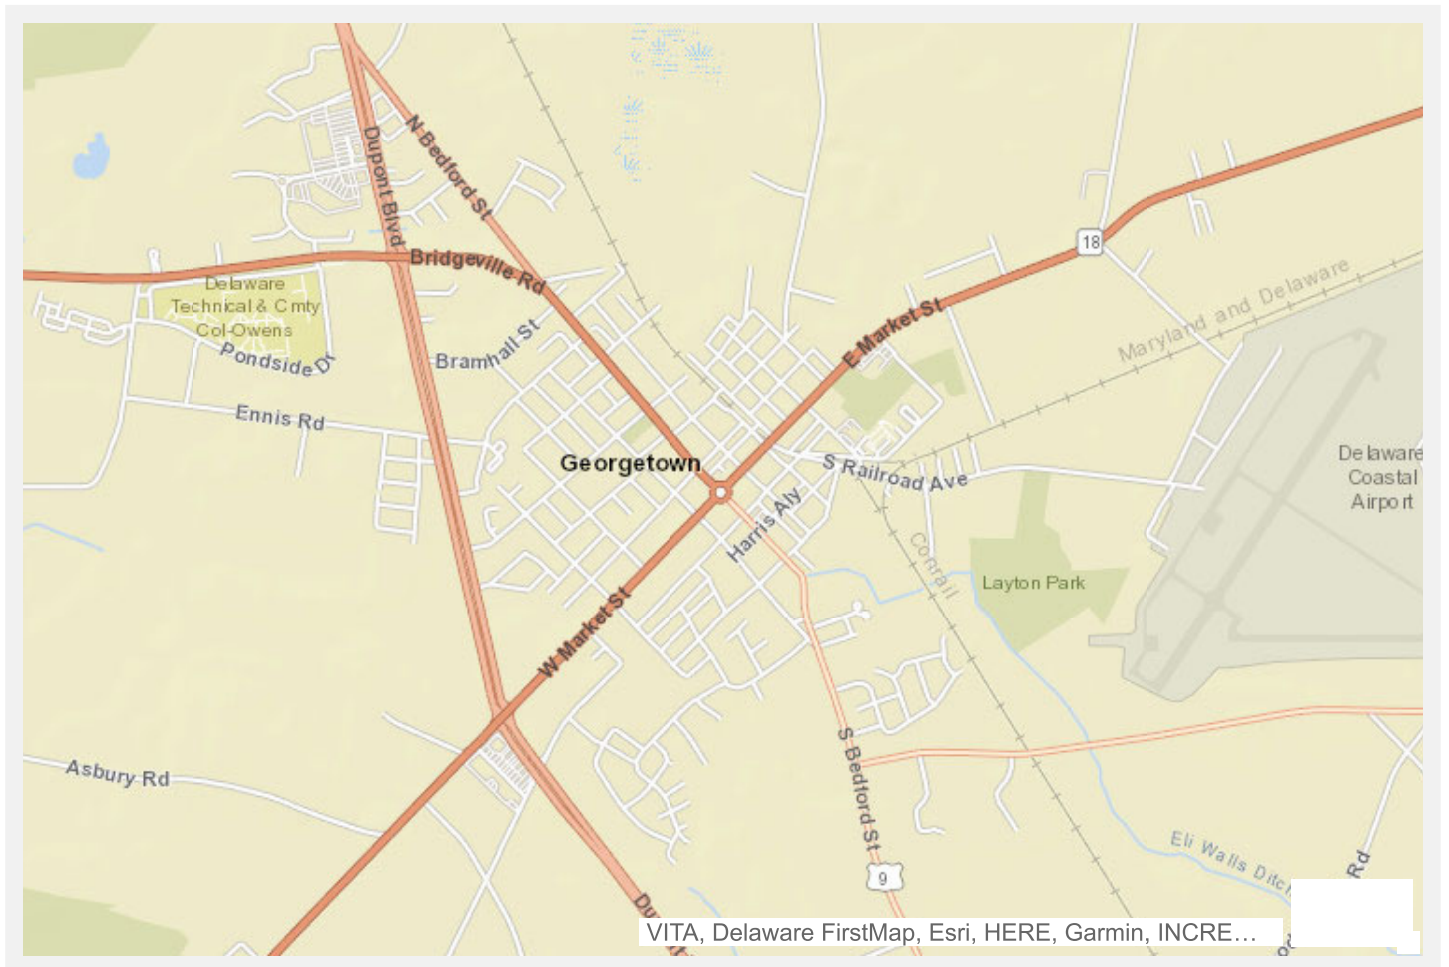 N Bedford St
Dupont Blvd
18
Bridgeville Rd
Delaware
Technical & Cmty
Col-Owens
Maryland and Delaware
E Market St
Bramhall St
Pondside Dr
Ennis Rd
Georgetown
S Railroad Ave
Delaware
Coastal
Airport
Harris Aly
Conrail
Layton Park
W Market St
Asbury Rd
S Bedford St
Eli Walls Ditch
Rd
9
VITA, Delaware FirstMap, Esri, HERE, Garmin, INCRE…